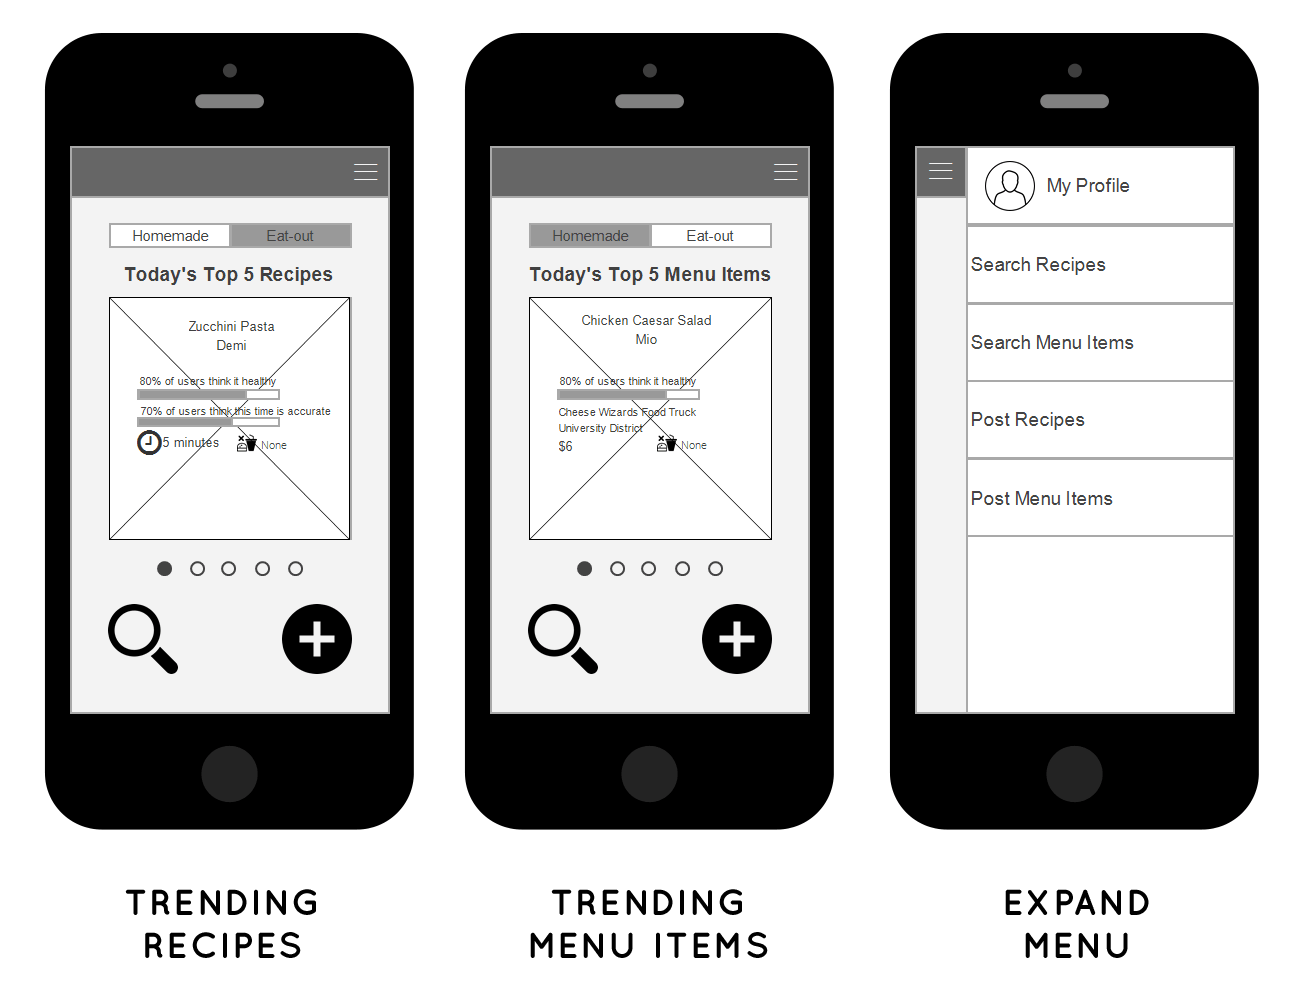 Homemade Eat-out
Today's Top 5 Recipes
Zucchini Pasta
Demi
80% of users think it healthy
70% of users think this time is accurate
5 minutes None
TRENDING
RECIPES
Homemade Eat-out
Today's Top 5 Menu Items
Chicken Caesar Salad
Mio
80% of users think it healthy
Cheese Wizards Food Truck
University District
$6 None
TRENDING
MENU ITEMS
My Profile
Search Recipes
Search Menu Items
Post Recipes
Post Menu Items
EXPAND
MENU